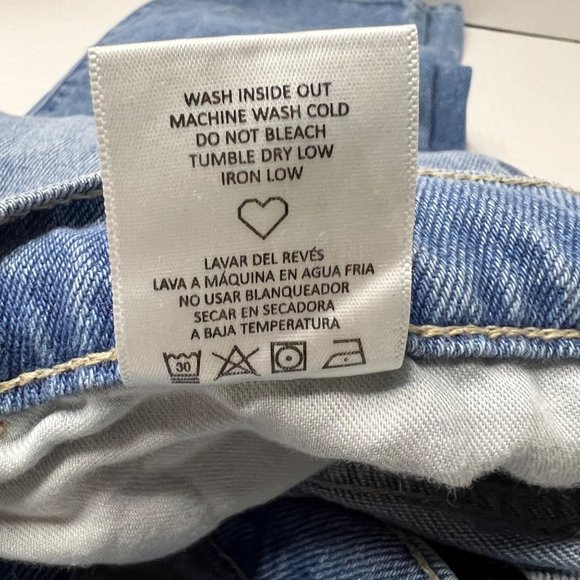 WASH INSIDE OUT
MACHINE WASH COLD
DO NOT BLEACH
TUMBLE DRY LOW
IRON LOW
LAVAR DEL REVÉS
LAVA A MÁQUINA EN AGUA FRIA
NO USAR BLANQUEADOR
SECAR EN SECADORA
A BAJA TEMPERATURA
30